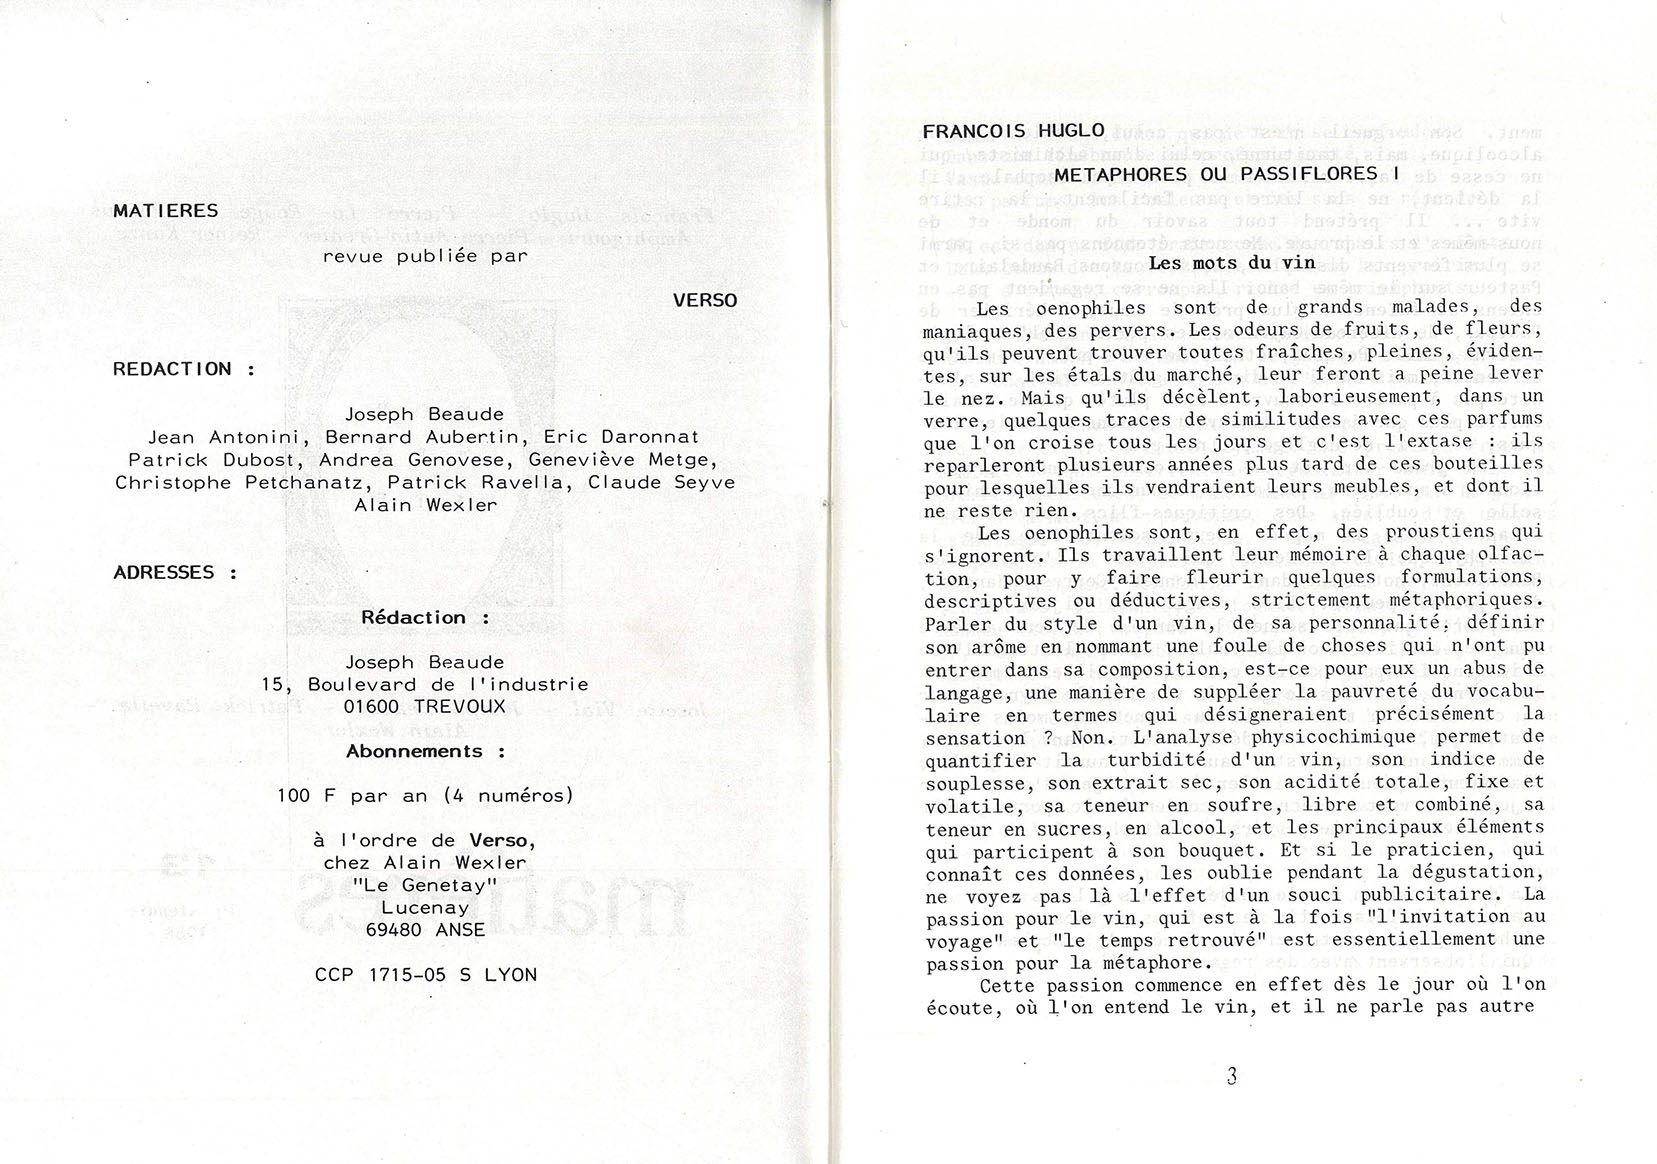 MATIERES
revue publiée par
VERSO
REDACTION :
Joseph Beaude
Jean Antonini, Bernard Aubertin, Eric Daronnat
Patrick Dubost, Andrea Genovese, Geneviève Metge,
Christophe Petchanatz, Patrick Ravella, Claude Seyve
Alain Wexler
ADRESSES :
Rédaction :
Joseph Beaude
15, Boulevard de l'industrie
01600 TREVOUX
Abonnements :
100 F par an (4 numéros)
à l'ordre de Verso,
chez Alain Wexler
"Le Genetay"
Lucenay
69480 ANSE
CCP 1715-05 S LYON
FRANCOIS HUGLO
METAPHORES OU PASSIFLORES I
Les mots du vin
Les oenophiles sont de grands malades, des
maniaques, des pervers. Les odeurs de fruits, de fleurs,
qu'ils peuvent trouver toutes fraîches, pleines, éviden-
tes, sur les étals du marché, leur feront a peine lever
le nez. Mais qu'ils décèlent, laborieusement, dans un
verre, quelques traces de similitudes avec ces parfums
que l'on croise tous les jours et c'est l'extase : ils
reparleront plusieurs années plus tard de ces bouteilles
pour lesquelles ils vendraient leurs meubles, et dont il
ne reste rien.
Les oenophiles sont, en effet, des proustiens qui
s'ignorent. Ils travaillent leur mémoire à chaque olfac-
tion, pour y faire fleurir quelques formulations,
descriptives ou déductives, strictement métaphoriques.
Parler du style d'un vin, de sa personnalité; définir
son arôme en nommant une foule de choses qui n'ont pu
entrer dans sa composition, est-ce pour eux un abus de
langage, une manière de suppléer la pauvreté du vocabu-
laire en termes qui désigneraient précisément la
sensation ? Non. L'analyse physicochimique permet de
quantifier la turbidité d'un vin, son indice de
souplesse, son extrait sec, son acidité totale, fixe et
volatile, sa teneur en soufre, libre et combiné, sa
teneur en sucres, en alcool, et les principaux éléments
qui participent à son bouquet. Et si le praticien, qui
connaît ces données, les oublie pendant la dégustation,
ne voyez pas là l'effet d'un souci publicitaire. La
passion pour le vin, qui est à la fois "l'invitation au
voyage" et "le temps retrouvé" est essentiellement une
passion pour la métaphore.
Cette passion commence en effet dès le jour où l'on
écoute, où l'on entend le vin, et il ne parle pas autre
3